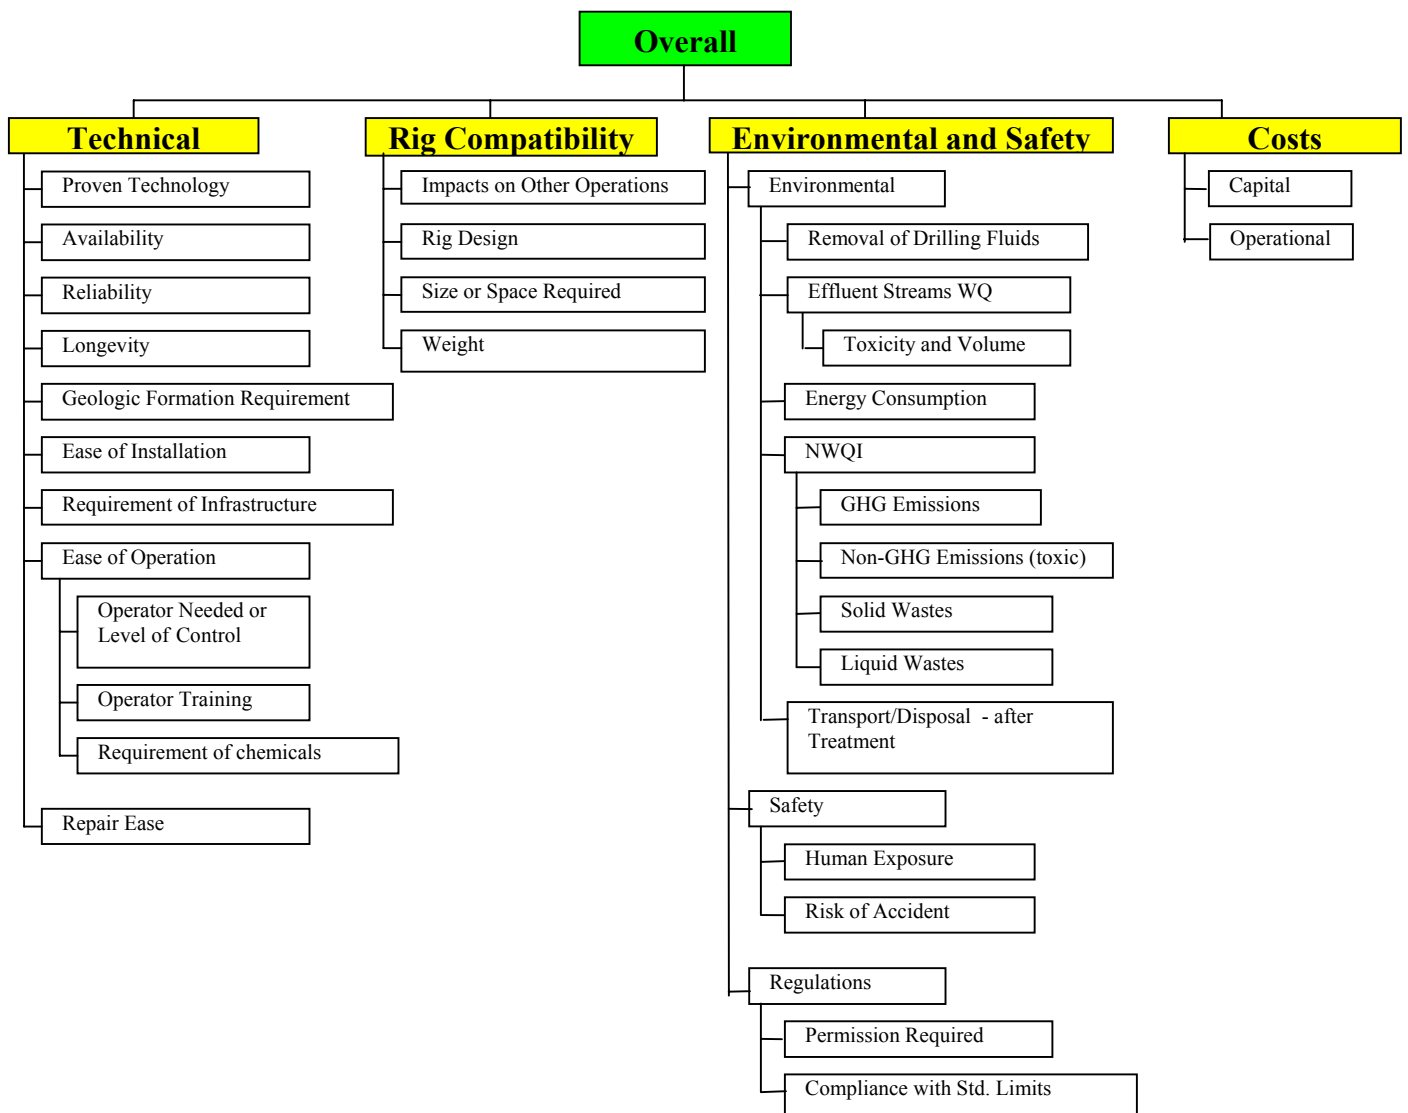 Overall
Technical
Proven Technology
Availability
Reliability
Longevity
Geologic Formation Requirement
Ease of Installation
Requirement of Infrastructure
Ease of Operation
Operator Needed or
Level of Control
Operator Training
Requirement of chemicals
Repair Ease
Rig Compatibility
Impacts on Other Operations
Rig Design
Size or Space Required
Weight
Environmental and Safety
Environmental
Removal of Drilling Fluids
Effluent Streams WQ
Toxicity and Volume
Energy Consumption
NWQI
GHG Emissions
Non-GHG Emissions (toxic)
Solid Wastes
Liquid Wastes
Transport/Disposal - after
Treatment
Safety
Human Exposure
Risk of Accident
Regulations
Permission Required
Compliance with Std. Limits
Costs
Capital
Operational